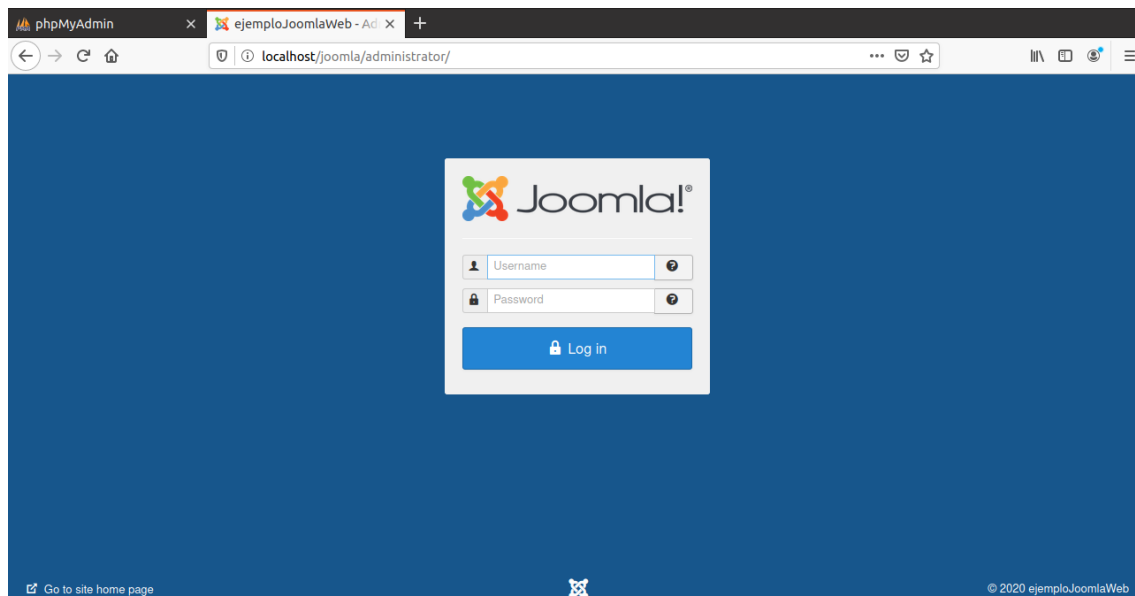 phpMyAdmin
ejemploJoomlaWeb - Ad
localhost/joomla/administrator/
Joomla!®
Username
Password
Log in
Go to site home page
© 2020 ejemploJoomlaWeb